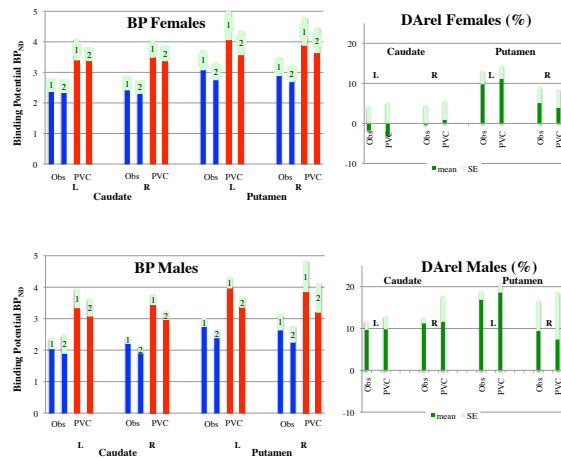 BP Females
Binding Potential BP_ND
5
4
3
2
1
0
1 2 1 2 1 2 1 2 1 2 1 2 1 2 1 2
Obs PVC Obs PVC Obs PVC Obs PVC
L R L R
Caudate Putamen
DArel Females (%)
20
10
0
-10
Caudate Putamen
L R L R
Obs PVC Obs PVC Obs PVC Obs PVC
mean SE
BP Males
Binding Potential BP_ND
5
4
3
2
1
0
1 2 1 2 1 2 1 2 1 2 1 2 1 2 1 2
Obs PVC Obs PVC Obs PVC Obs PVC
L R L R
Caudate Putamen
DArel Males (%)
20
10
0
-10
Caudate Putamen
L R L R
Obs PVC Obs PVC Obs PVC Obs PVC
mean SE